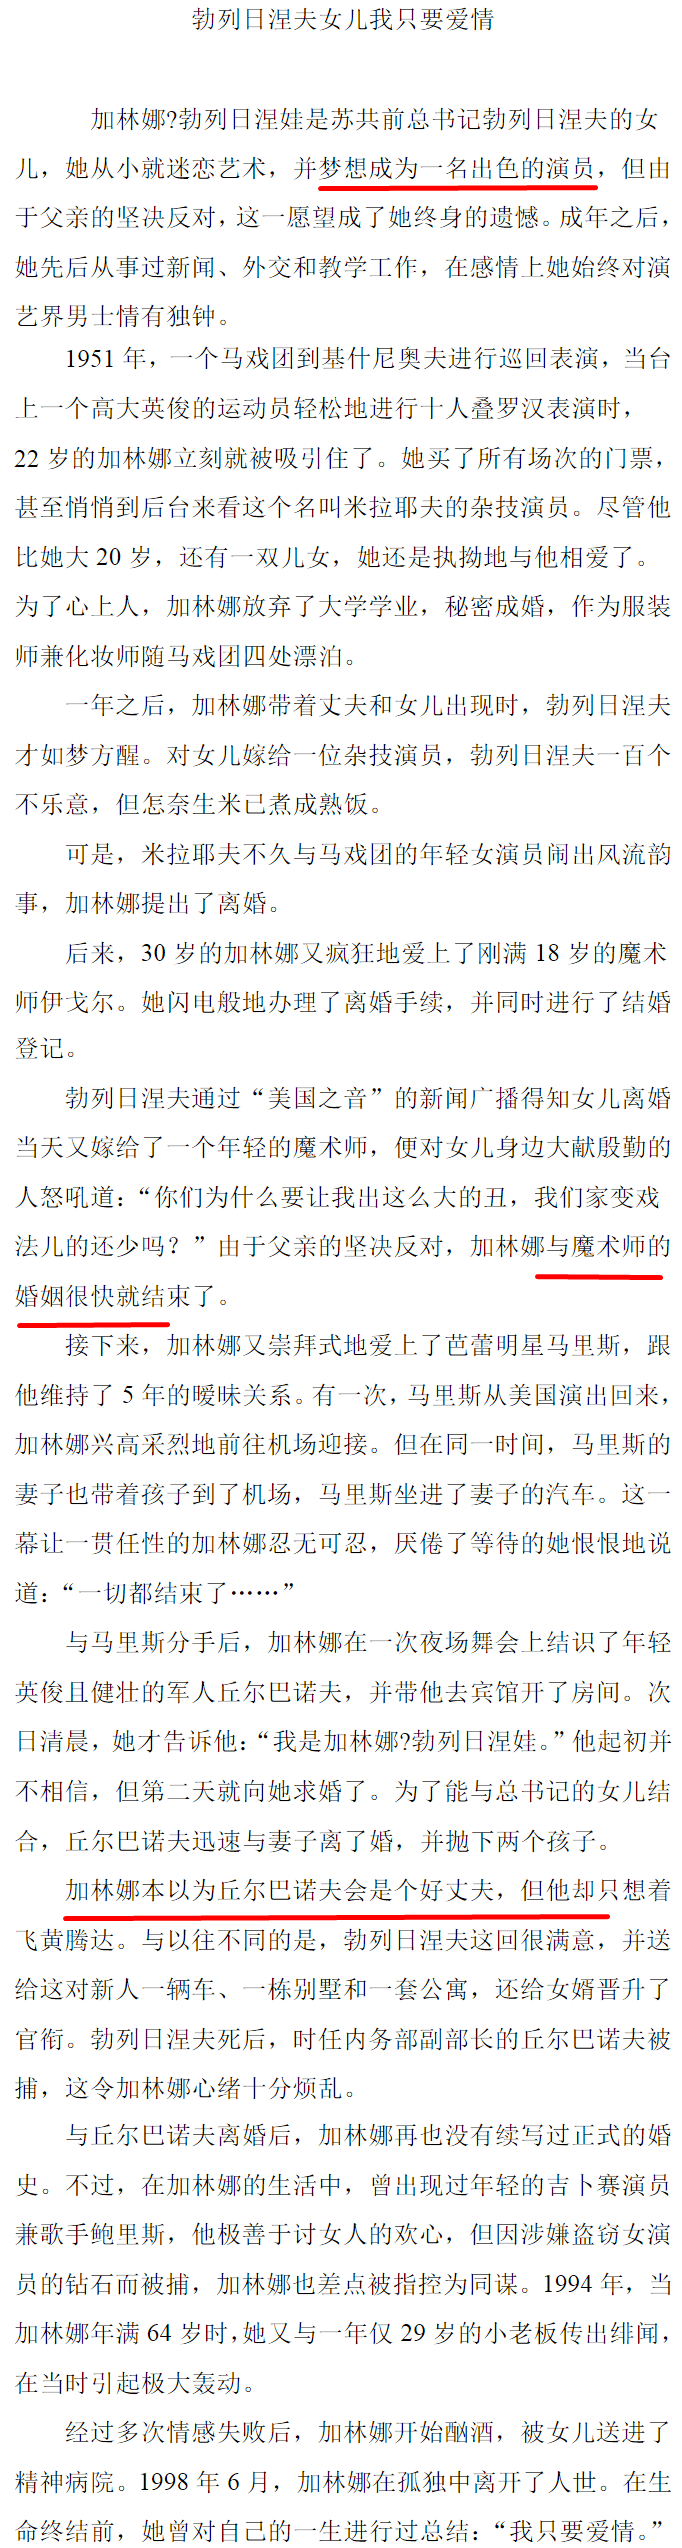 勃列日涅夫女儿我只要爱情
加林娜?勃列日涅娃是苏共前总书记勃列日涅夫的女
儿，她从小就迷恋艺术，并梦想成为一名出色的演员，但由
于父亲的坚决反对，这一愿望成了她终身的遗憾。成年之后，
她先后从事过新闻、外交和教学工作，在感情上她始终对演
艺界男士情有独钟。
1951 年，一个马戏团到基什尼奥夫进行巡回表演，当台
上一个高大英俊的运动员轻松地进行十人叠罗汉表演时，
22 岁的加林娜立刻就被吸引住了。她买了所有场次的门票，
甚至悄悄到后台来看这个名叫米拉耶夫的杂技演员。尽管他
比她大 20 岁，还有一双儿女，她还是执拗地与他相爱了。
为了心上人，加林娜放弃了大学学业，秘密成婚，作为服装
师兼化妆师随马戏团四处漂泊。
一年之后，加林娜带着丈夫和女儿出现时，勃列日涅夫
才如梦方醒。对女儿嫁给一位杂技演员，勃列日涅夫一百个
不乐意，但怎奈生米已煮成熟饭。
可是，米拉耶夫不久与马戏团的年轻女演员闹出风流韵
事，加林娜提出了离婚。
后来，30 岁的加林娜又疯狂地爱上了刚满 18 岁的魔术
师伊戈尔。她闪电般地办理了离婚手续，并同时进行了结婚
登记。
勃列日涅夫通过“美国之音”的新闻广播得知女儿离婚
当天又嫁给了一个年轻的魔术师，便对女儿身边大献殷勤的
人怒吼道：“你们为什么要让我出这么大的丑，我们家变戏
法儿的还少吗？”由于父亲的坚决反对，加林娜与魔术师的
婚姻很快就结束了。
接下来，加林娜又崇拜式地爱上了芭蕾明星马里斯，跟
他维持了 5 年的暧昧关系。有一次，马里斯从美国演出回来，
加林娜兴高采烈地前往机场迎接。但在同一时间，马里斯的
妻子也带着孩子到了机场，马里斯坐进了妻子的汽车。这一
幕让一贯任性的加林娜忍无可忍，厌倦了等待的她恨恨地说
道：“一切都结束了……”
与马里斯分手后，加林娜在一次夜场舞会上结识了年轻
英俊且健壮的军人丘尔巴诺夫，并带他去宾馆开了房间。次
日清晨，她才告诉他：“我是加林娜?勃列日涅娃。”他起初并
不相信，但第二天就向她求婚了。为了能与总书记的女儿结
合，丘尔巴诺夫迅速与妻子离了婚，并抛下两个孩子。
加林娜本以为丘尔巴诺夫会是个好丈夫，但他却只想着
飞黄腾达。与以往不同的是，勃列日涅夫这回很满意，并送
给这对新人一辆车、一栋别墅和一套公寓，还给女婿晋升了
官衔。勃列日涅夫死后，时任内务部副部长的丘尔巴诺夫被
捕，这令加林娜心绪十分烦乱。
与丘尔巴诺夫离婚后，加林娜再也没有续写过正式的婚
史。不过，在加林娜的生活中，曾出现过年轻的吉卜赛演员
兼歌手鲍里斯，他极善于讨女人的欢心，但因涉嫌盗窃女演
员的钻石而被捕，加林娜也差点被指控为同谋。1994 年，当
加林娜年满 64 岁时，她又与一年仅 29 岁的小老板传出绯闻，
在当时引起极大轰动。
经过多次情感失败后，加林娜开始酗酒，被女儿送进了
精神病院。1998 年 6 月，加林娜在孤独中离开了人世。在生
命终结前，她曾对自己的一生进行过总结：“我只要爱情。”